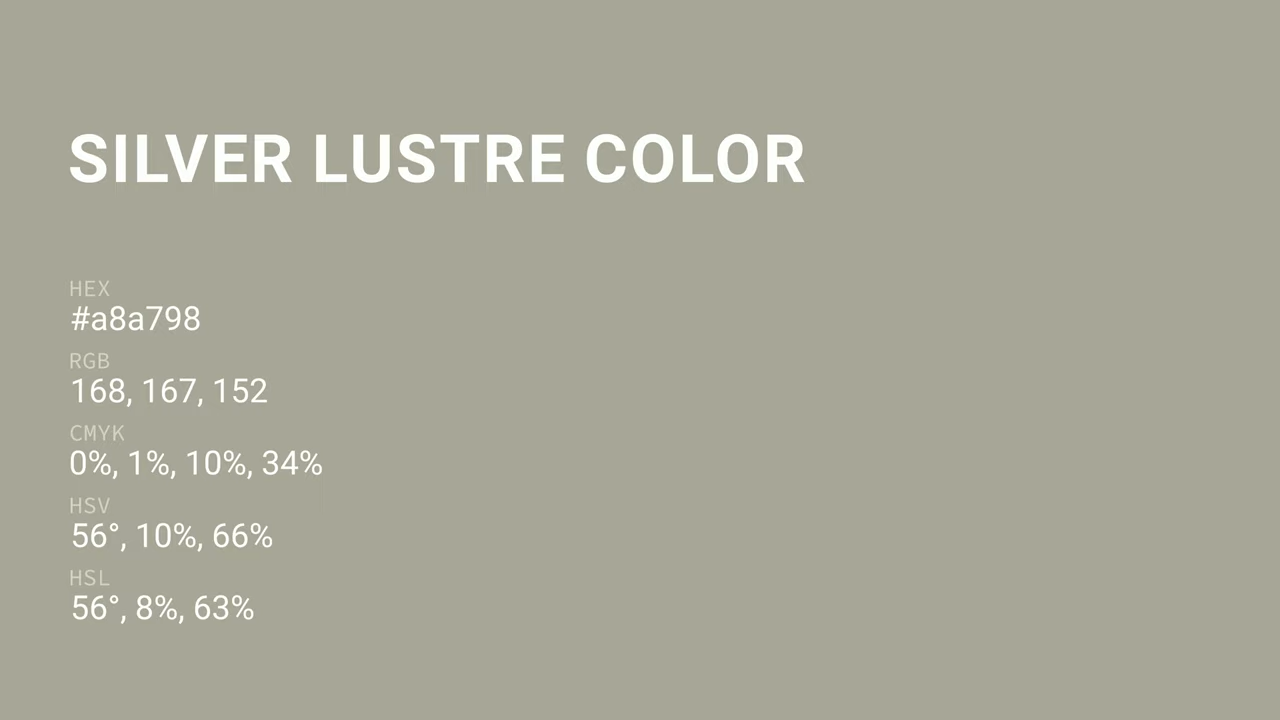 SILVER LUSTRE COLOR
HEX
#a8a798
RGB
168, 167, 152
CMYK
0%, 1%, 10%, 34%
HSV
56°, 10%, 66%
HSL
56°, 8%, 63%